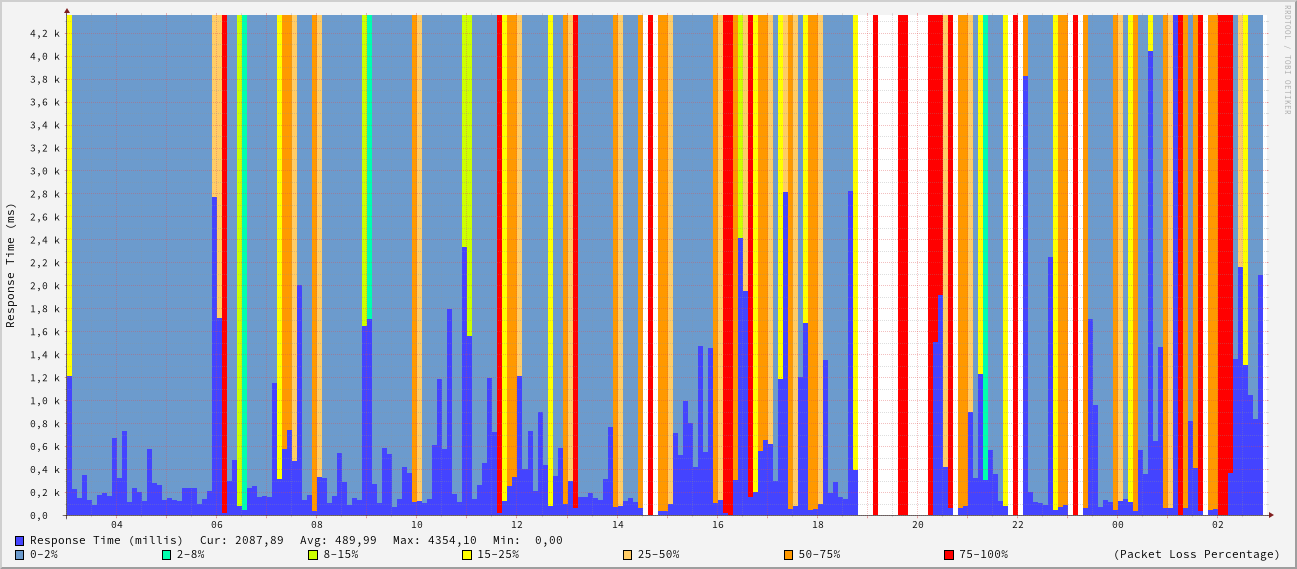 RRDTOOL / TOBI OETIKER
Response Time (ms)
4,2 k
4,0 k
3,8 k
3,6 k
3,4 k
3,2 k
3,0 k
2,8 k
2,6 k
2,4 k
2,2 k
2,0 k
1,8 k
1,6 k
1,4 k
1,2 k
1,0 k
0,8 k
0,6 k
0,4 k
0,2 k
0,0
04 06 08 10 12 14 16 18 20 22 00 02
Response Time (millis) Cur: 2087,89 Avg: 489,99 Max: 4354,10 Min: 0,00
0-2% 2-8% 8-15% 15-25% 25-50% 50-75% 75-100% (Packet Loss Percentage)